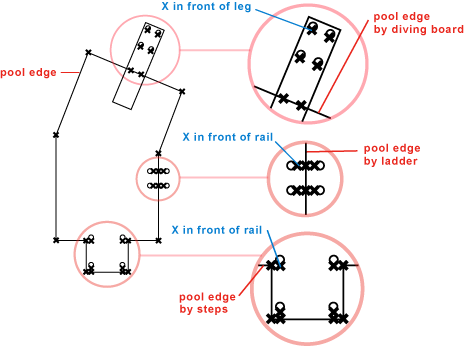 X in front of leg
pool edge
by diving board
pool edge
X in front of rail
pool edge
by ladder
X in front of rail
pool edge
by steps